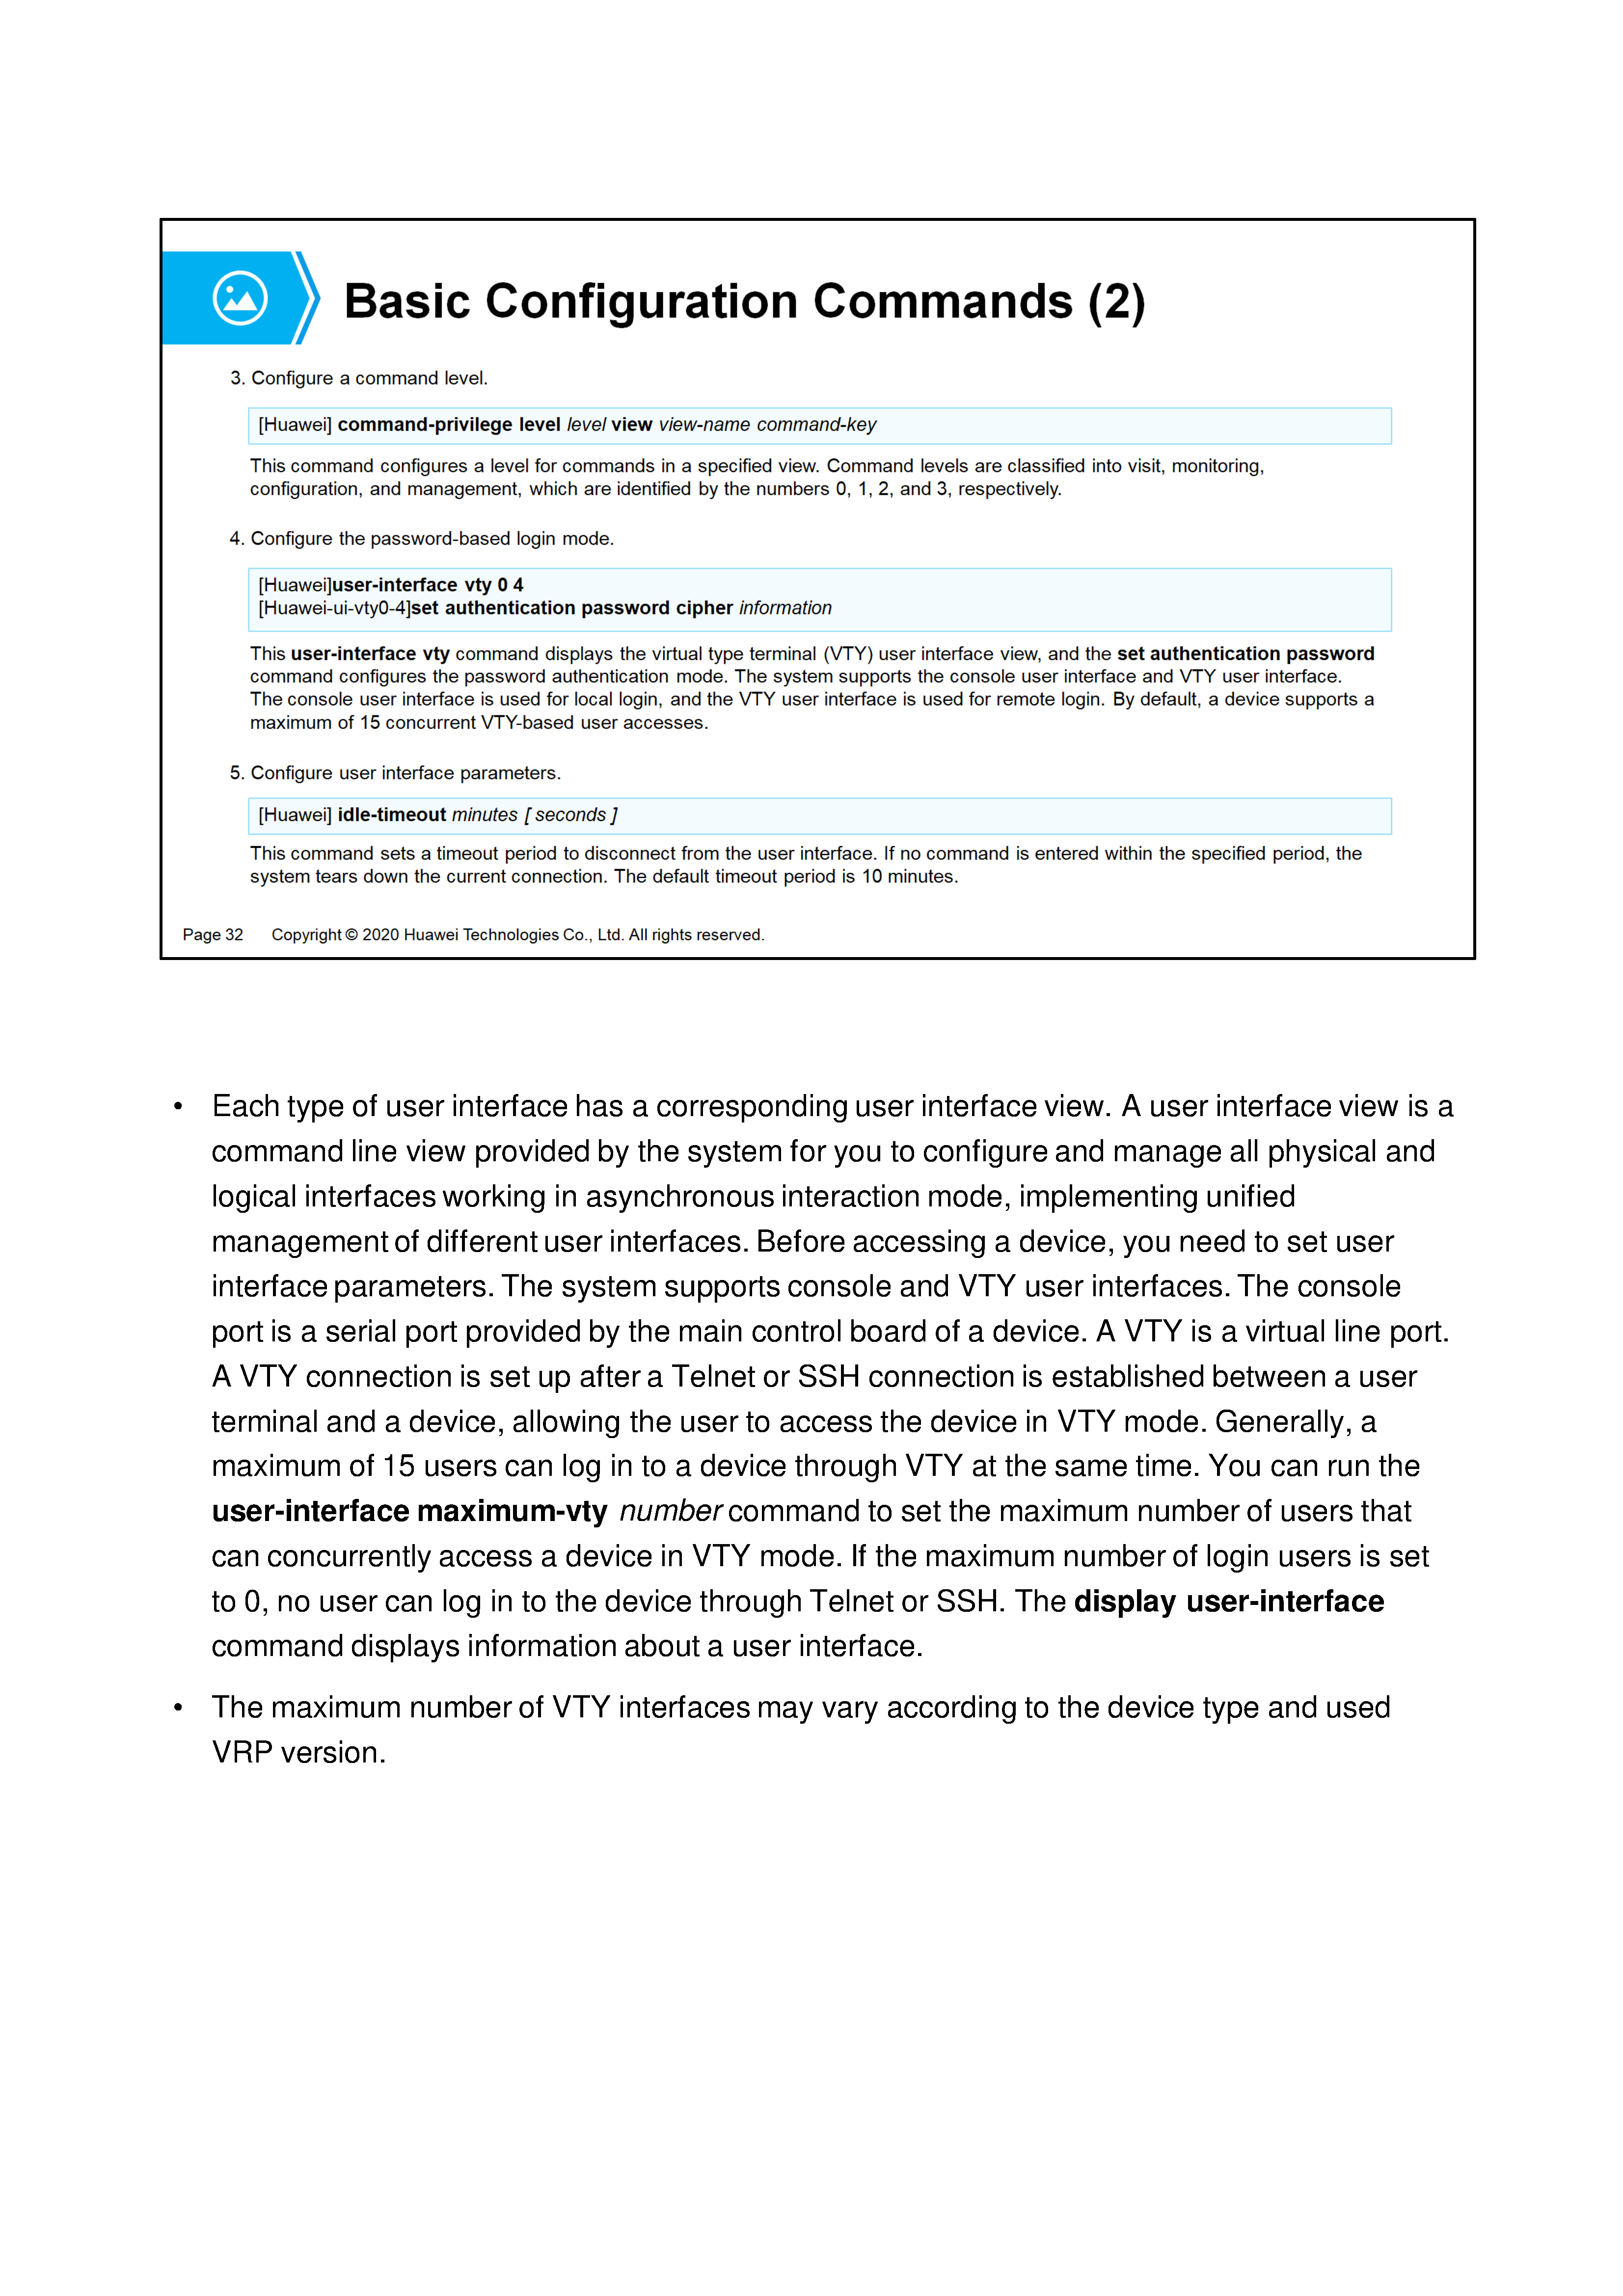 Basic Configuration Commands (2)
3. Configure a command level.
[Huawei] command-privilege level level view view-name command-key
This command configures a level for commands in a specified view. Command levels are classified into visit, monitoring,
configuration, and management, which are identified by the numbers 0, 1, 2, and 3, respectively.
4. Configure the password-based login mode.
[Huawei]user-interface vty 0 4
[Huawei-ui-vty0-4]set authentication password cipher information
This user-interface vty command displays the virtual type terminal (VTY) user interface view, and the set authentication password
command configures the password authentication mode. The system supports the console user interface and VTY user interface.
The console user interface is used for local login, and the VTY user interface is used for remote login. By default, a device supports a
maximum of 15 concurrent VTY-based user accesses.
5. Configure user interface parameters.
[Huawei] idle-timeout minutes [ seconds ]
This command sets a timeout period to disconnect from the user interface. If no command is entered within the specified period, the
system tears down the current connection. The default timeout period is 10 minutes.
Page 32 Copyright © 2020 Huawei Technologies Co., Ltd. All rights reserved.
• Each type of user interface has a corresponding user interface view. A user interface view is a
command line view provided by the system for you to configure and manage all physical and
logical interfaces working in asynchronous interaction mode, implementing unified
management of different user interfaces. Before accessing a device, you need to set user
interface parameters. The system supports console and VTY user interfaces. The console
port is a serial port provided by the main control board of a device. A VTY is a virtual line port.
A VTY connection is set up after a Telnet or SSH connection is established between a user
terminal and a device, allowing the user to access the device in VTY mode. Generally, a
maximum of 15 users can log in to a device through VTY at the same time. You can run the
user-interface maximum-vty number command to set the maximum number of users that
can concurrently access a device in VTY mode. If the maximum number of login users is set
to 0, no user can log in to the device through Telnet or SSH. The display user-interface
command displays information about a user interface.
• The maximum number of VTY interfaces may vary according to the device type and used
VRP version.